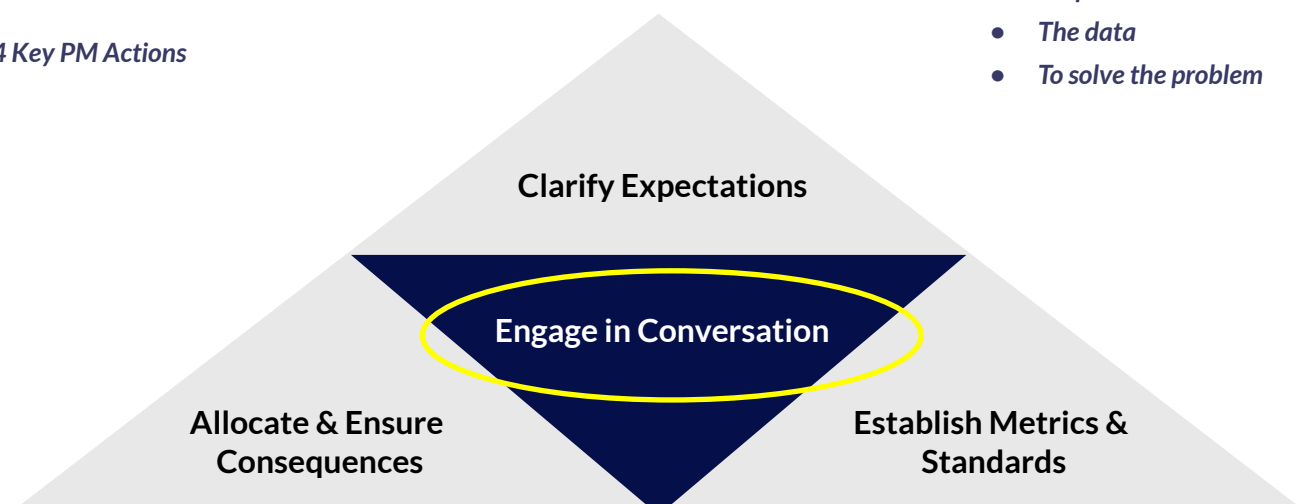 4 Key PM Actions
● The data
● To solve the problem
Clarify Expectations
Engage in Conversation
Allocate & Ensure
Consequences
Establish Metrics &
Standards